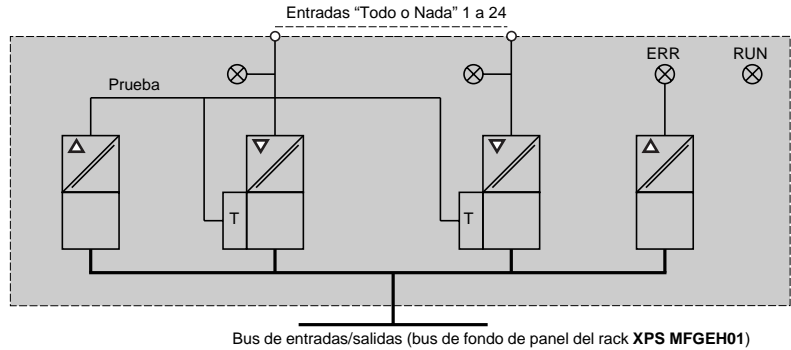 Entradas “Todo o Nada” 1 a 24
ERR
RUN
Prueba
T
T
Bus de entradas/salidas (bus de fondo de panel del rack XPS MFGEH01)